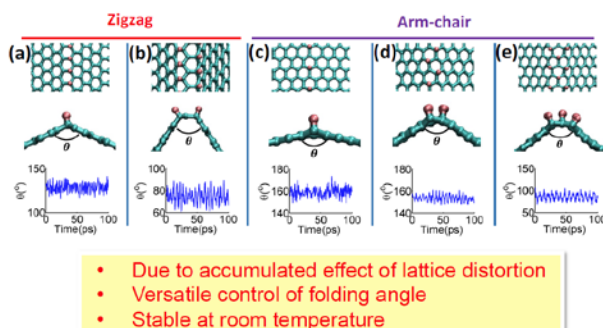 Zigzag Arm-chair
(a) (b) (c) (d) (e)
θ θ θ θ θ
θ(°) 150 100 0 50 100 Time(ps)
100 80 60 0 50 100 Time(ps)
θ(°) 180 160 140 0 50 100 Time(ps)
180 160 140 0 50 100 Time(ps)
θ(°) 100 50 0 50 100 Time(ps)
• Due to accumulated effect of lattice distortion
• Versatile control of folding angle
• Stable at room temperature